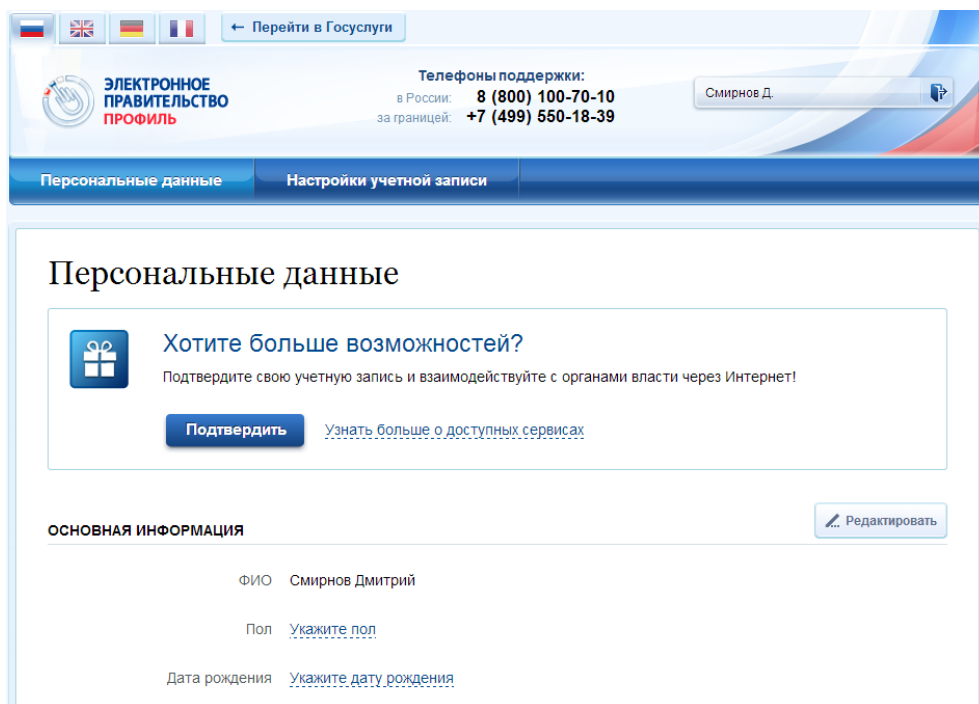 ← Перейти в Госуслуги
ЭЛЕКТРОННОЕ
ПРАВИТЕЛЬСТВО
ПРОФИЛЬ
Телефоны поддержки:
в России: 8 (800) 100-70-10
за границей: +7 (499) 550-18-39
Смирнов Д.
Персональные данные
Настройки учетной записи
Персональные данные
Хотите больше возможностей?
Подтвердите свою учетную запись и взаимодействуйте с органами власти через Интернет!
Подтвердить
Узнать больше о доступных сервисах
ОСНОВНАЯ ИНФОРМАЦИЯ
Редактировать
ФИО Смирнов Дмитрий
Пол Укажите пол
Дата рождения Укажите дату рождения